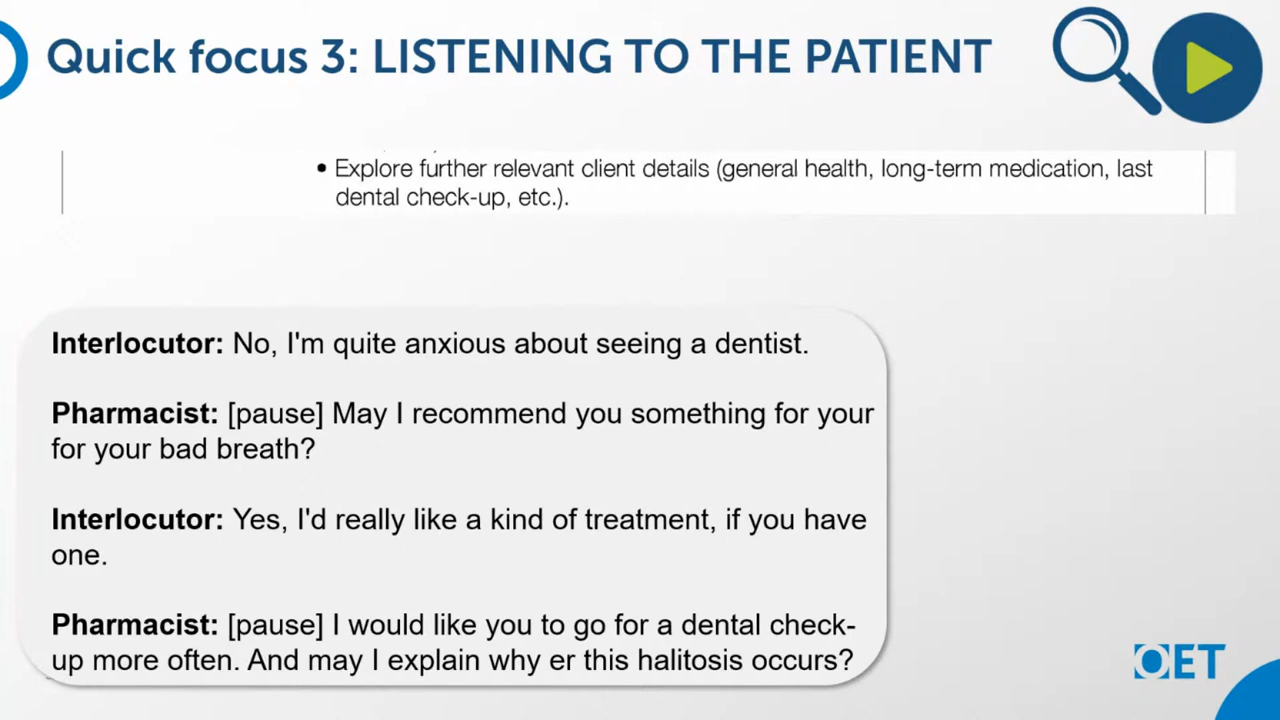 Quick focus 3: LISTENING TO THE PATIENT
• Explore further relevant client details (general health, long-term medication, last
dental check-up, etc.).
Interlocutor: No, I'm quite anxious about seeing a dentist.
Pharmacist: [pause] May I recommend you something for your
for your bad breath?
Interlocutor: Yes, I'd really like a kind of treatment, if you have
one.
Pharmacist: [pause] I would like you to go for a dental check-
up more often. And may I explain why er this halitosis occurs?
OET